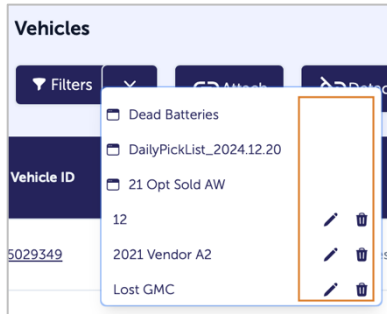 Vehicles
Filters
Attach
Dead Batteries
DailyPickList_2024.12.20
Vehicle ID
21 Opt Sold AW
12
5029349
2021 Vendor A2
Lost GMC